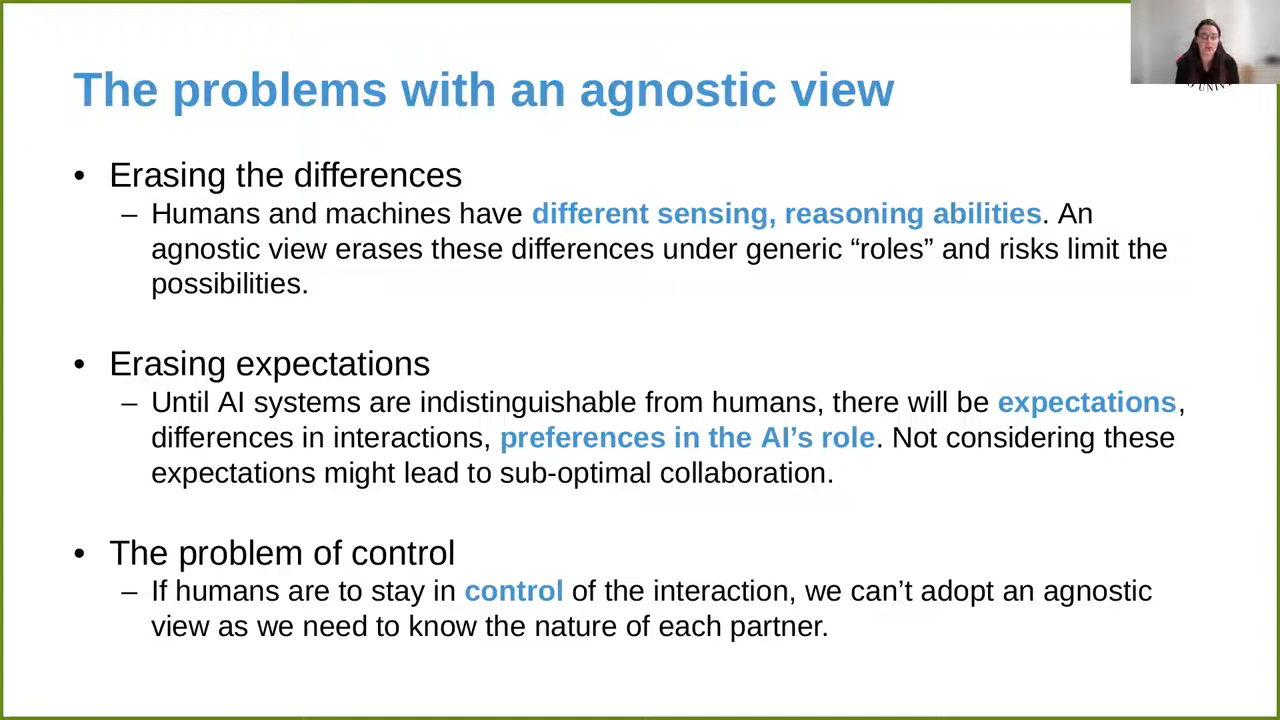 The problems with an agnostic view
• Erasing the differences
– Humans and machines have different sensing, reasoning abilities. An
agnostic view erases these differences under generic “roles” and risks limit the
possibilities.
• Erasing expectations
– Until AI systems are indistinguishable from humans, there will be expectations,
differences in interactions, preferences in the AI’s role. Not considering these
expectations might lead to sub-optimal collaboration.
• The problem of control
– If humans are to stay in control of the interaction, we can’t adopt an agnostic
view as we need to know the nature of each partner.